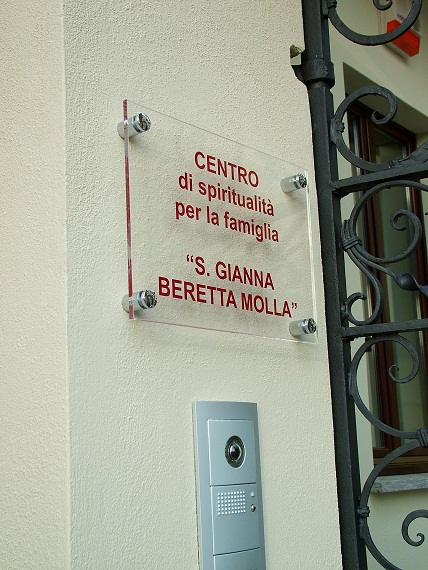 CENTRO
di spiritualità
per la famiglia
“S. GIANNA
BERETTA MOLLA”